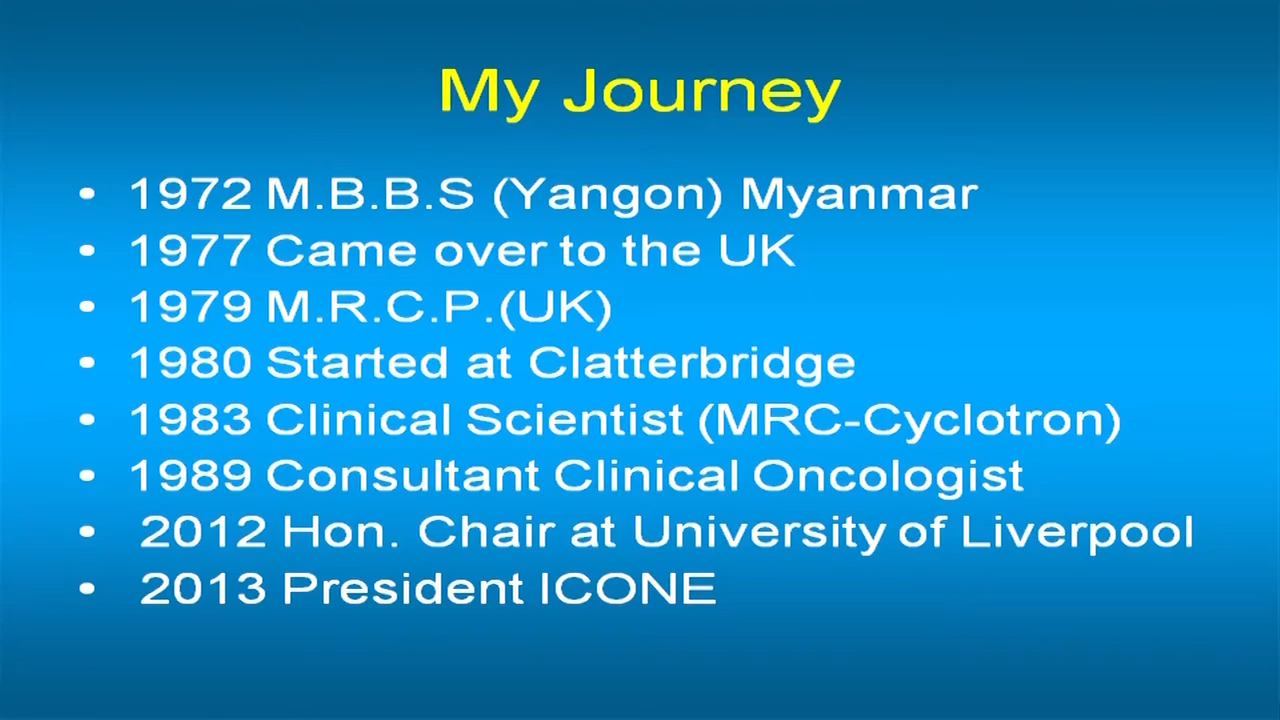 My Journey
• 1972 M.B.B.S (Yangon) Myanmar
• 1977 Came over to the UK
• 1979 M.R.C.P.(UK)
• 1980 Started at Clatterbridge
• 1983 Clinical Scientist (MRC-Cyclotron)
• 1989 Consultant Clinical Oncologist
• 2012 Hon. Chair at University of Liverpool
• 2013 President ICONE